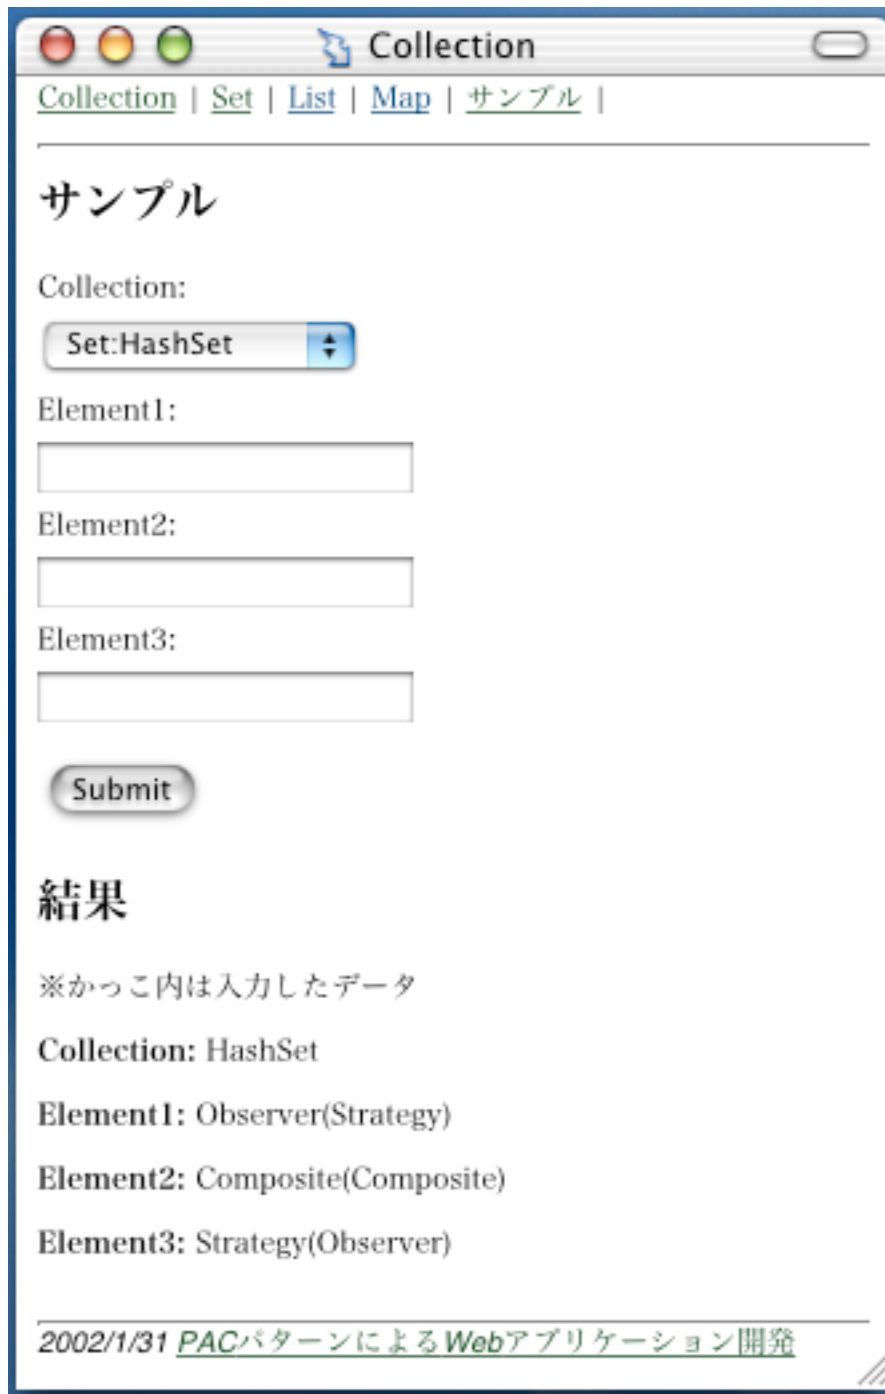 Collection
Collection | Set | List | Map | サンプル |
サンプル
Collection:
Set:HashSet
Element1:
Element2:
Element3:
Submit
結果
※かっこ内は入力したデータ
Collection: HashSet
Element1: Observer(Strategy)
Element2: Composite(Composite)
Element3: Strategy(Observer)
2002/1/31 PACパターンによるWebアプリケーション開発